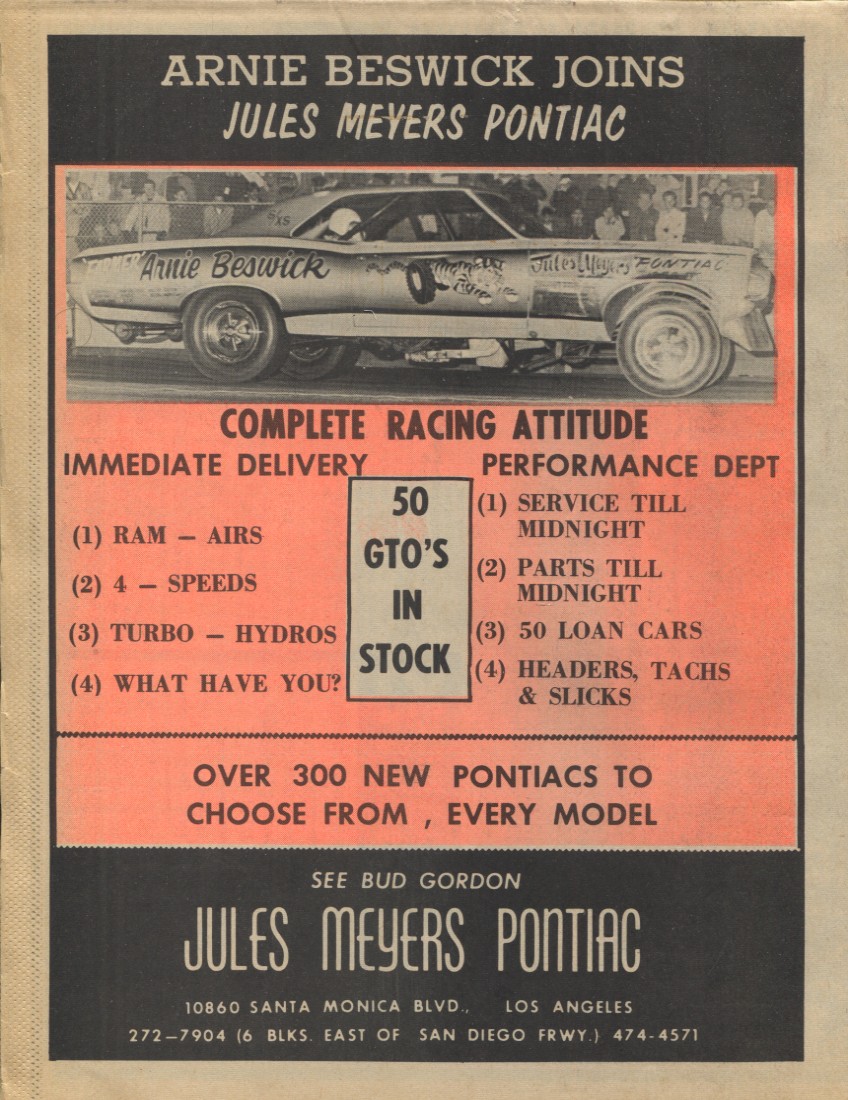 ARNIE BESWICK JOINS
JULES MEYERS PONTIAC
S/XS
"FARMER" Arnie Beswick
Jules Meyers PONTIAC
COMPLETE RACING ATTITUDE
IMMEDIATE DELIVERY
(1) RAM — AIRS
(2) 4 — SPEEDS
(3) TURBO — HYDROS
(4) WHAT HAVE YOU?
50
GTO'S
IN
STOCK
PERFORMANCE DEPT
(1) SERVICE TILL
MIDNIGHT
(2) PARTS TILL
MIDNIGHT
(3) 50 LOAN CARS
(4) HEADERS, TACHS
& SLICKS
OVER 300 NEW PONTIACS TO
CHOOSE FROM , EVERY MODEL
SEE BUD GORDON
JULES MEYERS PONTIAC
10860 SANTA MONICA BLVD., LOS ANGELES
272—7904 (6 BLKS. EAST OF SAN DIEGO FRWY.) 474-4571